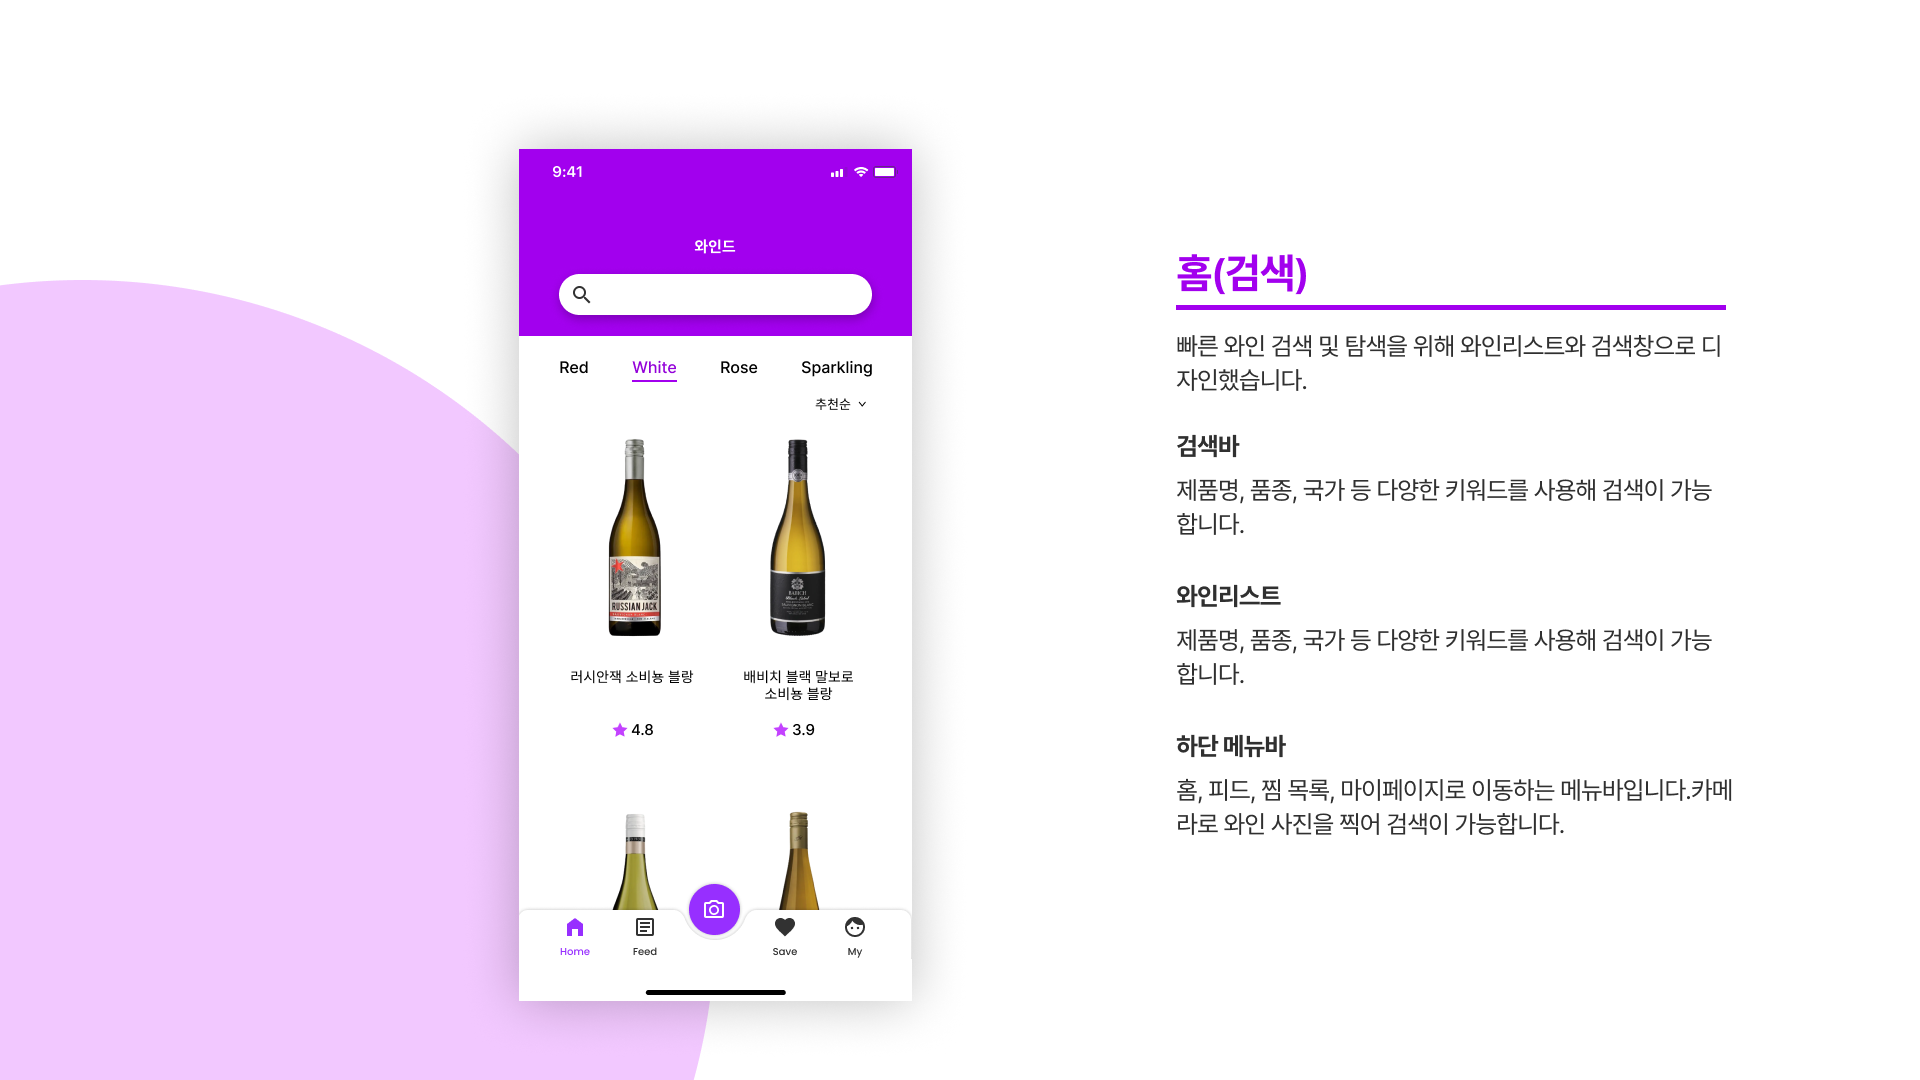 9:41
와인드
Red White Rose Sparkling
추천순
RUSSIAN JACK
BABICH
Black Label
SAUVIGNON BLANC
러시안잭 소비뇽 블랑
배비치 블랙 말보로
소비뇽 블랑
4.8
3.9
Home Feed Save My
홈(검색)
빠른 와인 검색 및 탐색을 위해 와인리스트와 검색창으로 디
자인했습니다.
검색바
제품명, 품종, 국가 등 다양한 키워드를 사용해 검색이 가능
합니다.
와인리스트
제품명, 품종, 국가 등 다양한 키워드를 사용해 검색이 가능
합니다.
하단 메뉴바
홈, 피드, 찜 목록, 마이페이지로 이동하는 메뉴바입니다.카메
라로 와인 사진을 찍어 검색이 가능합니다.